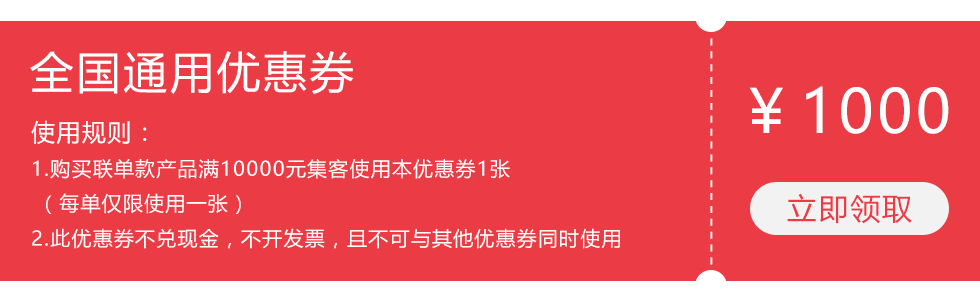 全国通用优惠券
使用规则：
1.购买联单款产品满10000元集客使用本优惠券1张
（每单仅限使用一张）
2.此优惠券不兑现金，不开发票，且不可与其他优惠券同时使用
￥1000
立即领取